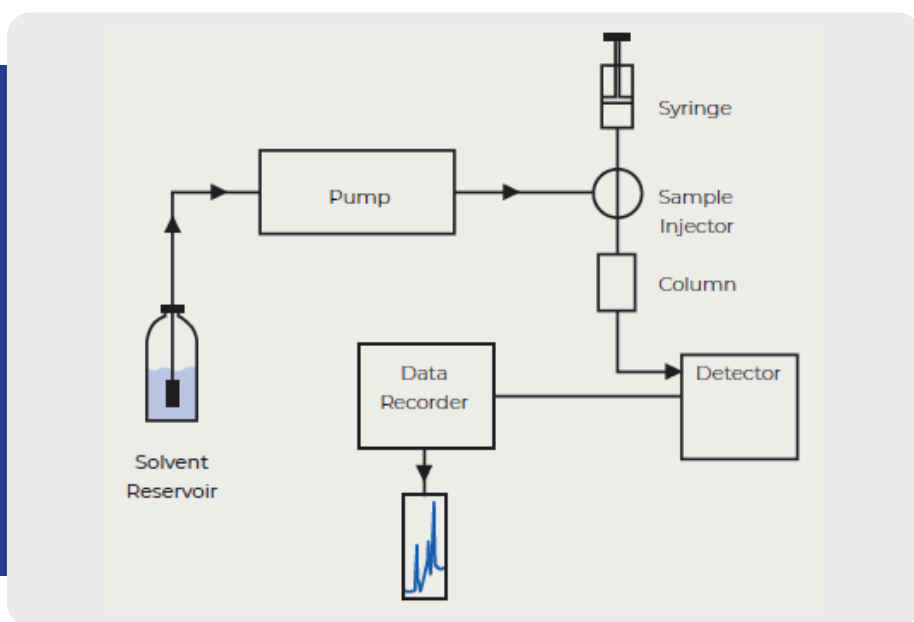 Syringe
Pump
Sample
Injector
Column
Data
Recorder
Detector
Solvent
Reservoir